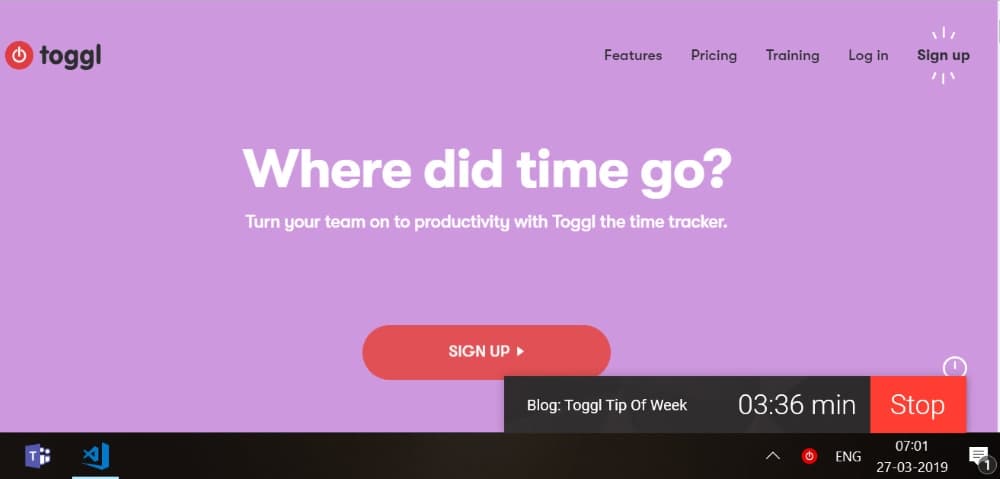 toggl
Features Pricing Training Log in Sign up
Where did time go?
Turn your team on to productivity with Toggl the time tracker.
SIGN UP
Blog: Toggl Tip Of Week 03:36 min Stop
T
ENG
07:01
27-03-2019
1